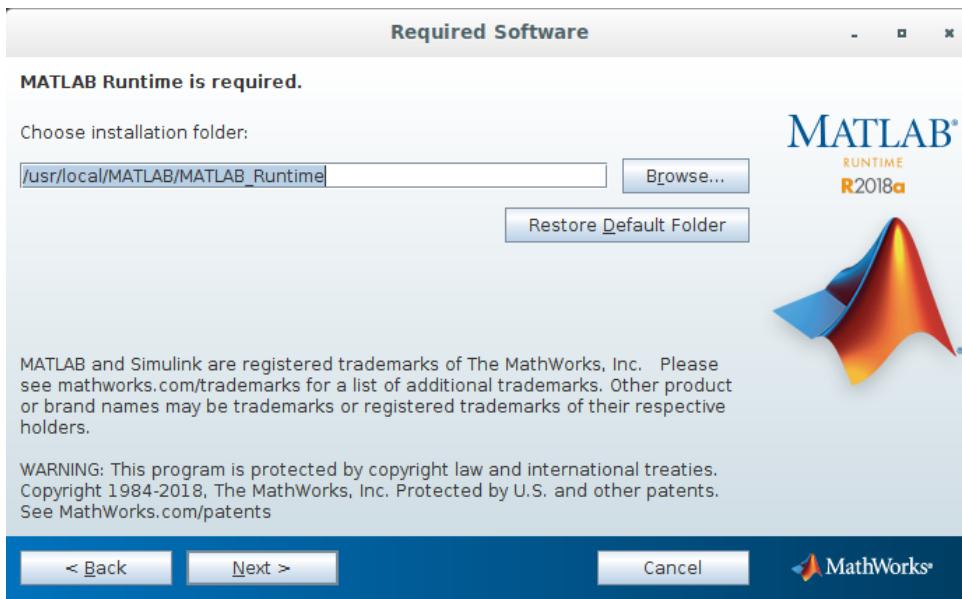 Required Software
MATLAB Runtime is required.
Choose installation folder:
/usr/local/MATLAB/MATLAB_Runtime
Browse...
Restore Default Folder
MATLAB®
RUNTIME
R2018a
®
MATLAB and Simulink are registered trademarks of The MathWorks, Inc.   Please
see mathworks.com/trademarks for a list of additional trademarks. Other product
or brand names may be trademarks or registered trademarks of their respective
holders.
WARNING: This program is protected by copyright law and international treaties.
Copyright 1984-2018, The MathWorks, Inc. Protected by U.S. and other patents.
See MathWorks.com/patents
< Back
Next >
Cancel
MathWorks®